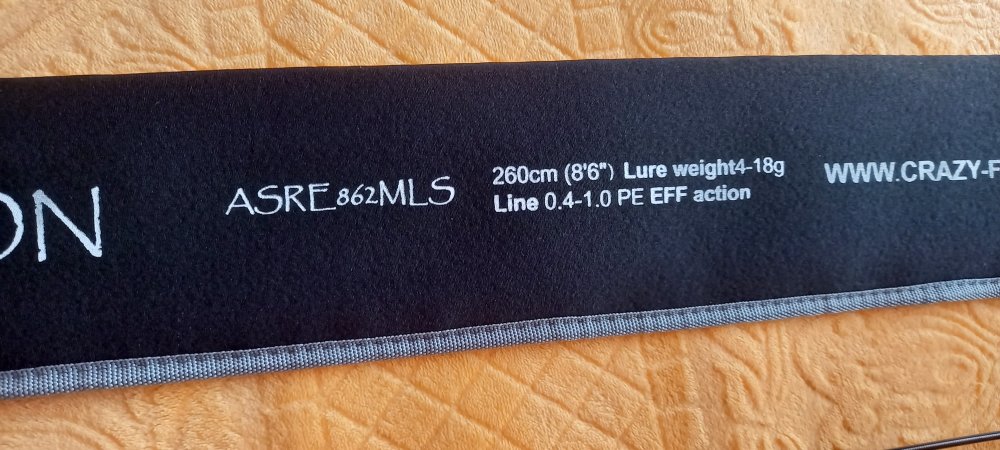 ON
ASRE862MLS
260cm (8'6") Lure weight4-18g
Line 0.4-1.0 PE EFF action
WWW.CRAZY-F